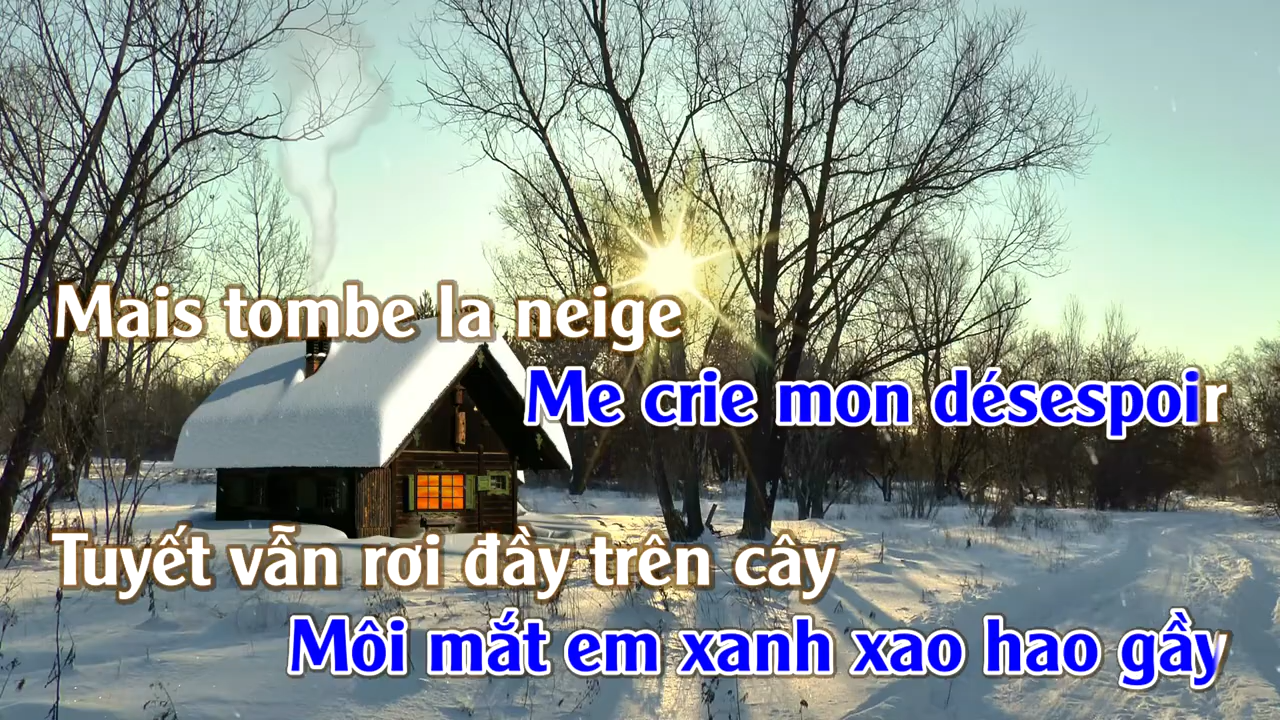 Mais tombe la neige
Me crie mon désespoir
Tuyết vẫn rơi đầy trên cây
Môi mắt em xanh xao hao gầy